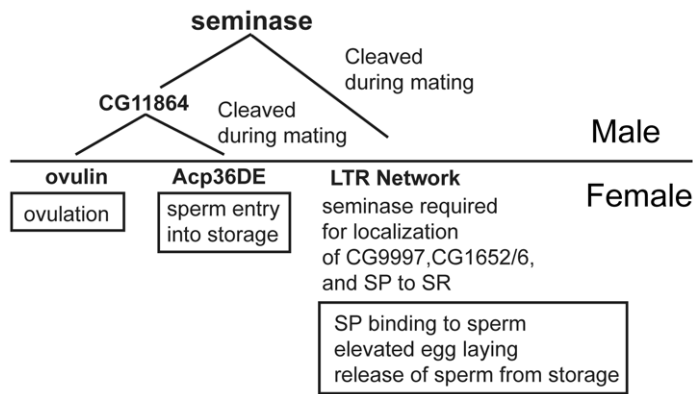 seminase
Cleaved
during mating
CG11864
Cleaved
during mating
Male
ovulin
Acp36DE
LTR Network
Female
ovulation
sperm entry
into storage
seminase required
for localization
of CG9997,CG1652/6,
and SP to SR
SP binding to sperm
elevated egg laying
release of sperm from storage